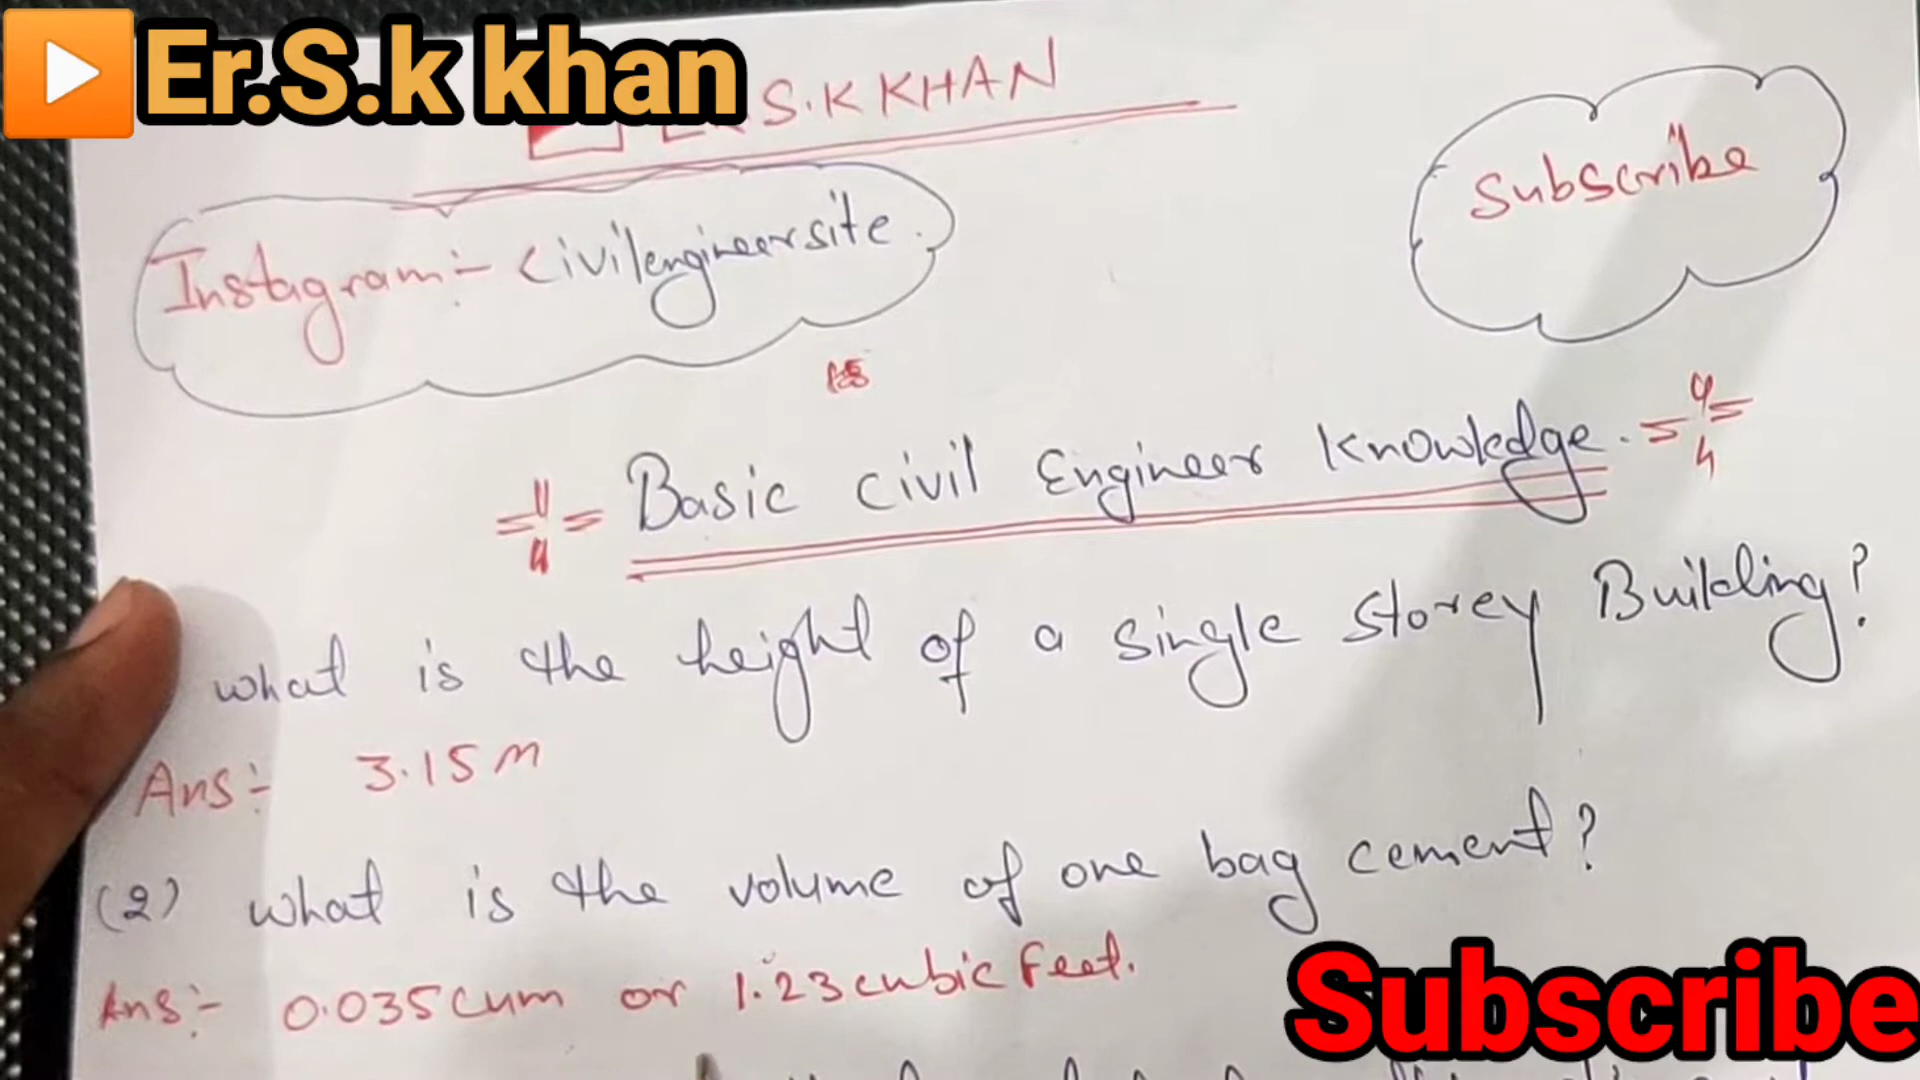 Er.S.k khan
S.K KHAN
Instagram:- civilengineersite.
Subscribe
Basic civil Engineer Knowledge.
what is the height of a single storey Building?
Ans:- 3.15m
(2) what is the volume of one bag cement?
Ans:- 0.035 cum or 1.23 cubic feet.
Subscribe